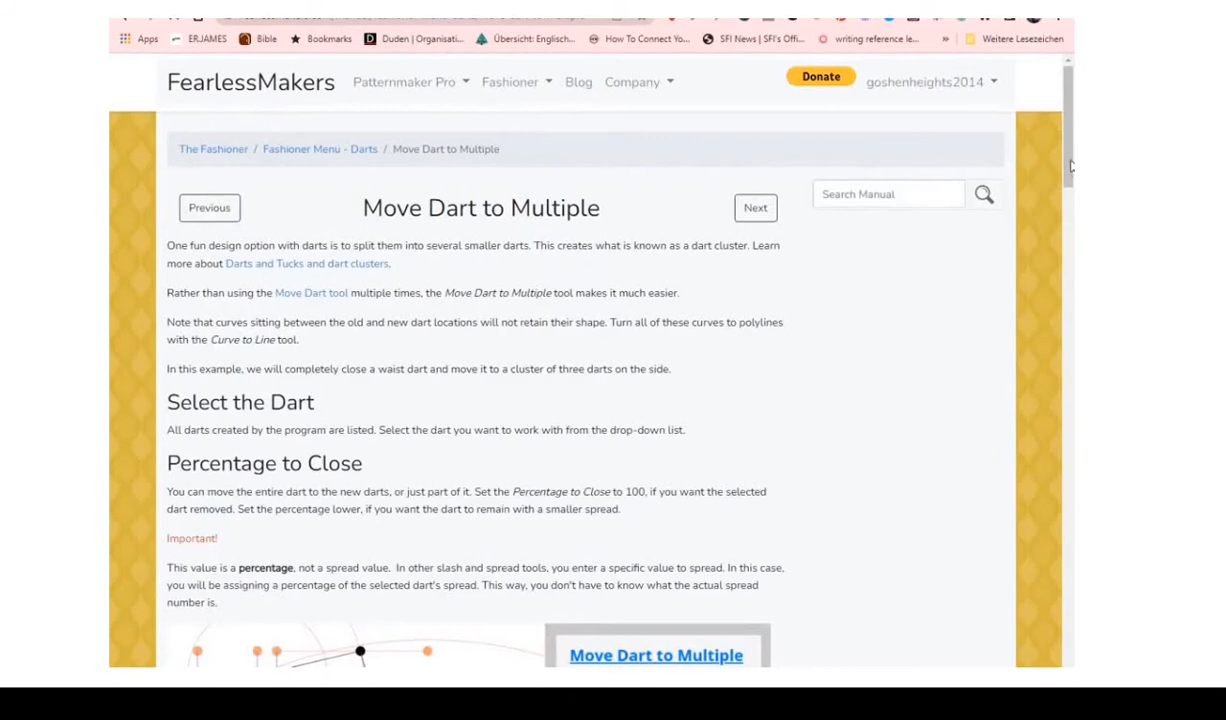 Apps ERJAMES Bible Bookmarks Duden | Organisati... Übersicht: Englisch... How To Connect Yo... SFI News | SFI's Offi... writing reference le... » Weitere Lesezeichen
FearlessMakers Patternmaker Pro Fashioner Blog Company Donate goshenheights2014
The Fashioner / Fashioner Menu - Darts / Move Dart to Multiple
Search Manual
Previous Move Dart to Multiple Next
One fun design option with darts is to split them into several smaller darts. This creates what is known as a dart cluster. Learn
more about Darts and Tucks and dart clusters.
Rather than using the Move Dart tool multiple times, the Move Dart to Multiple tool makes it much easier.
Note that curves sitting between the old and new dart locations will not retain their shape. Turn all of these curves to polylines
with the Curve to Line tool.
In this example, we will completely close a waist dart and move it to a cluster of three darts on the side.
Select the Dart
All darts created by the program are listed. Select the dart you want to work with from the drop-down list.
Percentage to Close
You can move the entire dart to the new darts, or just part of it. Set the Percentage to Close to 100, if you want the selected
dart removed. Set the percentage lower, if you want the dart to remain with a smaller spread.
Important!
This value is a percentage, not a spread value. In other slash and spread tools, you enter a specific value to spread. In this case,
you will be assigning a percentage of the selected dart's spread. This way, you don't have to know what the actual spread
number is.
Move Dart to Multiple